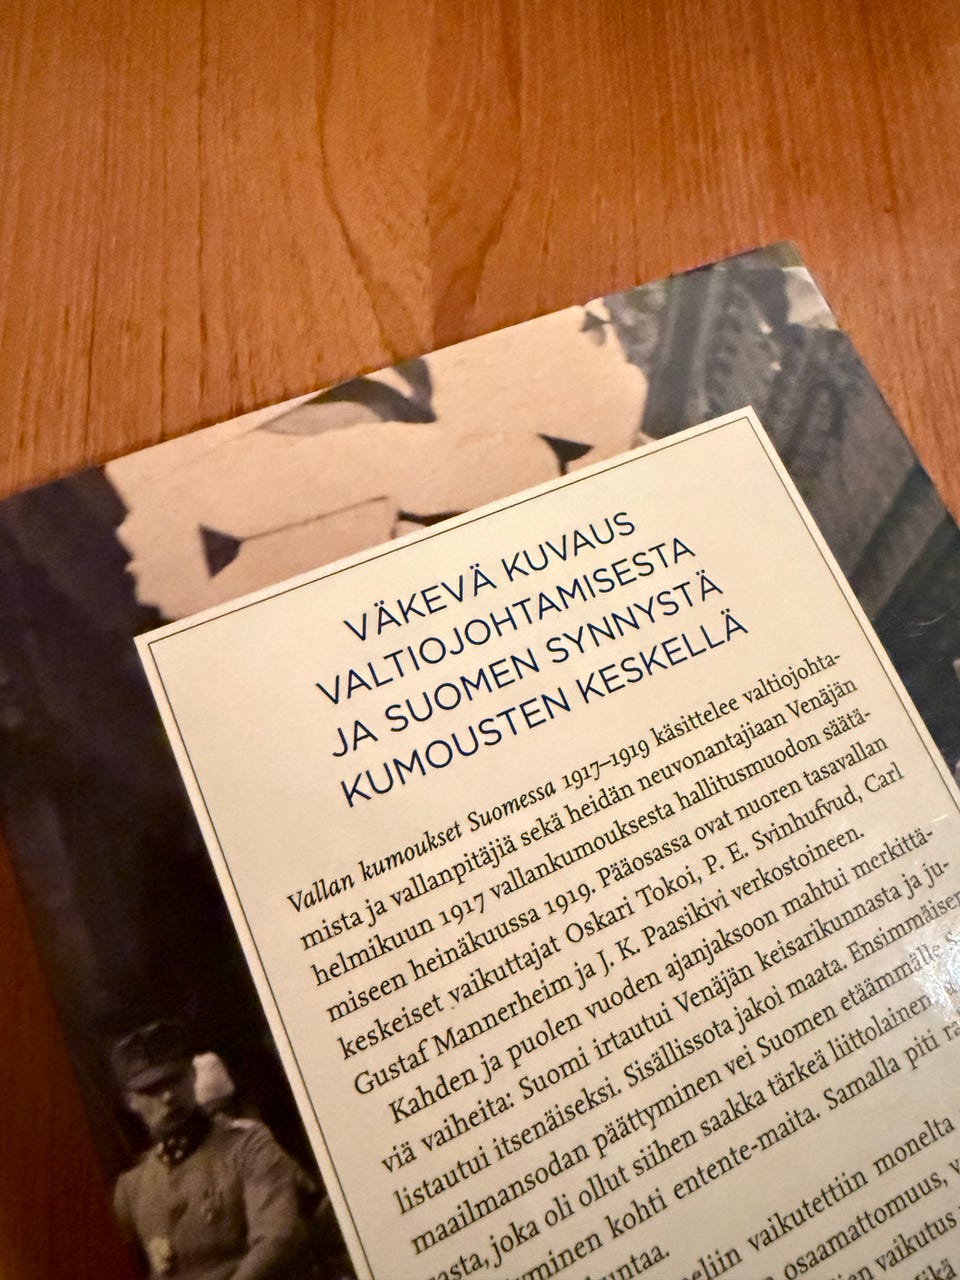 VÄKEVÄ KUVAUS
VALTIOJOHTAMISESTA
JA SUOMEN SYNNYSTÄ
KUMOUSTEN KESKELLÄ
Vallan kumoukset Suomessa 1917–1919 käsittelee valtiojohta-
mista ja vallanpitäjiä sekä heidän neuvonantajiaan Venäjän
helmikuun 1917 vallankumouksesta hallitusmuodon säätä-
miseen heinäkuussa 1919. Pääosassa ovat nuoren tasavallan
keskeiset vaikuttajat Oskari Tokoi, P. E. Svinhufvud, Carl
Gustaf Mannerheim ja J. K. Paasikivi verkostoineen.
Kahden ja puolen vuoden ajanjaksoon mahtui merkittä-
viä vaiheita: Suomi irtautui Venäjän keisarikunnasta ja ju-
listautui itsenäiseksi. Sisällissota jakoi maata. Ensimmäisen
maailmansodan päättyminen vei Suomen etäämmälle
joka oli ollut siihen saakka tärkeä liittolainen
kohti entente-maita. Samalla piti
vaikutettiin monelta
osaamattomuus,
vaikutus